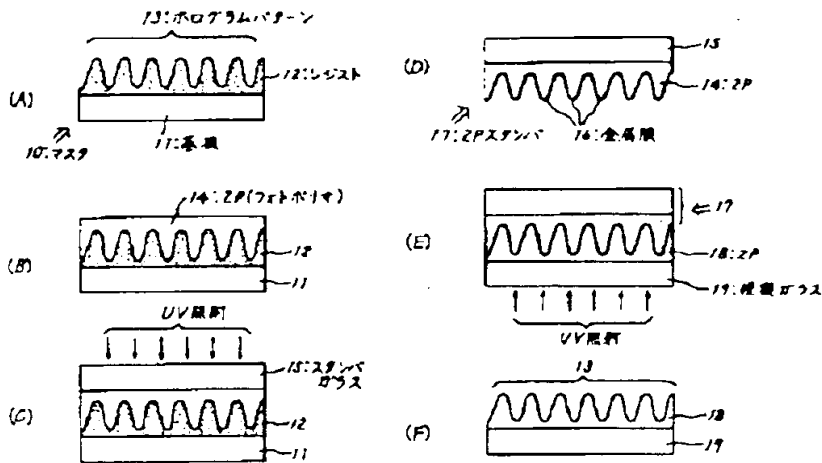 13:ホログラムパターン
12:レジスト
(A)
11:基板
10:マスタ
14:2P(フォトポリマ)
(B)
12
11
UV照射
15:スタンパ
ガラス
(C)
12
11
(D)
15
14:2P
17:2Pスタンパ
16:金属膜
17
(E)
18:2P
19:複製ガラス
UV照射
13
(F)
18
19